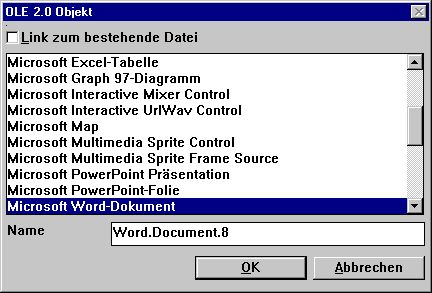 OLE 2.0 Objekt
Link zum bestehende Datei
Microsoft Excel-Tabelle
Microsoft Graph 97-Diagramm
Microsoft Interactive Mixer Control
Microsoft Interactive UrlWav Control
Microsoft Map
Microsoft Multimedia Sprite Control
Microsoft Multimedia Sprite Frame Source
Microsoft PowerPoint Präsentation
Microsoft PowerPoint-Folie
Microsoft Word-Dokument
Name Word.Document.8
OK Abbrechen